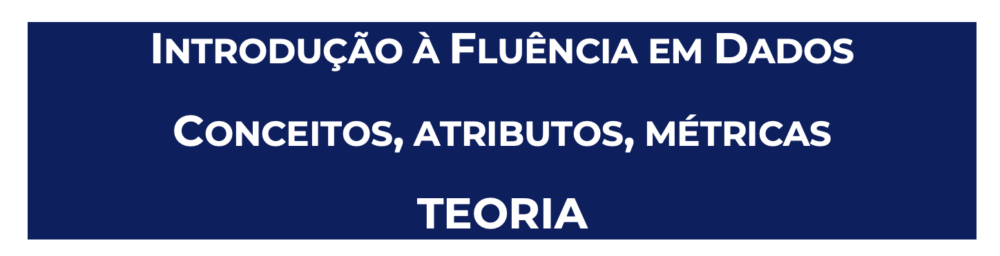 Introdução à Fluência em Dados
Conceitos, atributos, métricas
TEORIA